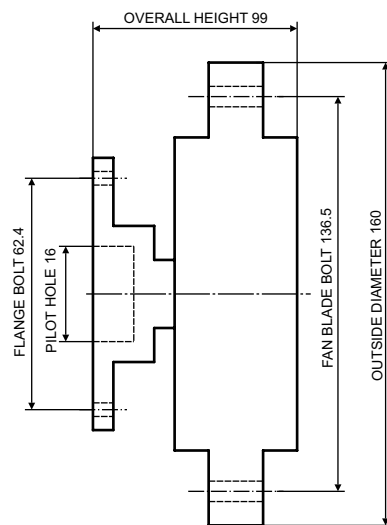 OVERALL HEIGHT 99
FLANGE BOLT 62.4
PILOT HOLE 16
FAN BLADE BOLT 136.5
OUTSIDE DIAMETER 160